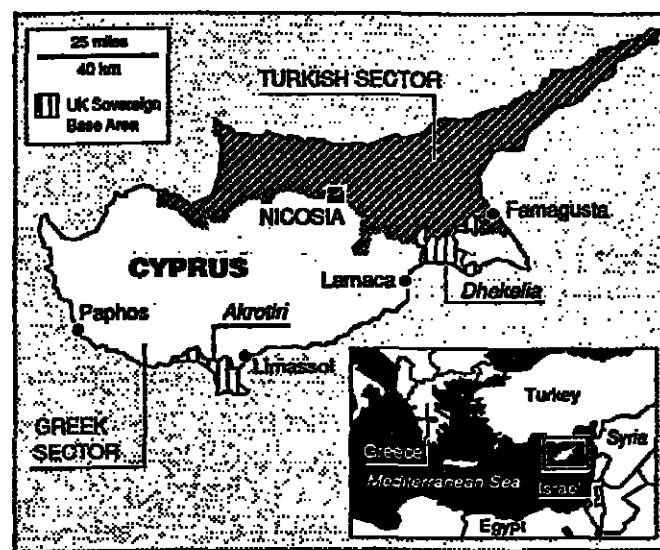 25 miles
40 km
UK Sovereign
Base Area
TURKISH SECTOR
NICOSIA
Famagusta
CYPRUS
Larnaca
Dhekelia
Paphos
Akrotiri
Limassol
GREEK
SECTOR
Turkey
Greece
Syria
Mediterranean Sea
Israel
Egypt